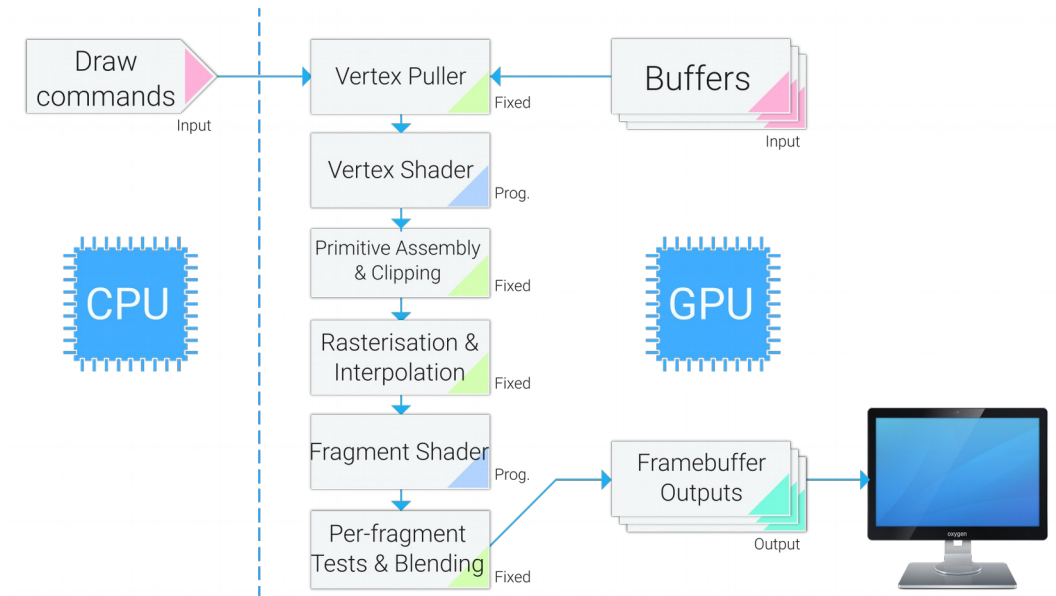 Draw
commands
Input
Vertex Puller
Fixed
Buffers
Input
Vertex Shader
Prog.
Primitive Assembly
& Clipping
Fixed
CPU
GPU
Rasterisation &
Interpolation
Fixed
Fragment Shader
Prog.
Framebuffer
Outputs
Output
oxygen
Per-fragment
Tests & Blending
Fixed